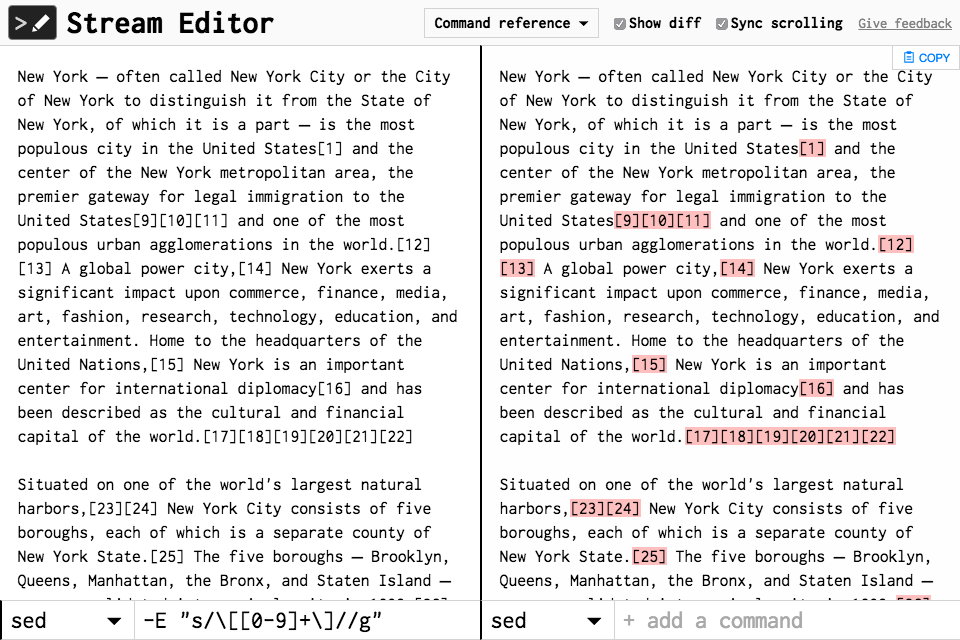 Stream Editor
Command reference
Show diff
Sync scrolling
Give feedback
COPY
New York — often called New York City or the City
of New York to distinguish it from the State of
New York, of which it is a part — is the most
populous city in the United States[1] and the
center of the New York metropolitan area, the
premier gateway for legal immigration to the
United States[9][10][11] and one of the most
populous urban agglomerations in the world.[12]
[13] A global power city,[14] New York exerts a
significant impact upon commerce, finance, media,
art, fashion, research, technology, education, and
entertainment. Home to the headquarters of the
United Nations,[15] New York is an important
center for international diplomacy[16] and has
been described as the cultural and financial
capital of the world.[17][18][19][20][21][22]
Situated on one of the world's largest natural
harbors,[23][24] New York City consists of five
boroughs, each of which is a separate county of
New York State.[25] The five boroughs — Brooklyn,
Queens, Manhattan, the Bronx, and Staten Island —
New York — often called New York City or the City
of New York to distinguish it from the State of
New York, of which it is a part — is the most
populous city in the United States[1] and the
center of the New York metropolitan area, the
premier gateway for legal immigration to the
United States[9][10][11] and one of the most
populous urban agglomerations in the world.[12]
[13] A global power city,[14] New York exerts a
significant impact upon commerce, finance, media,
art, fashion, research, technology, education, and
entertainment. Home to the headquarters of the
United Nations,[15] New York is an important
center for international diplomacy[16] and has
been described as the cultural and financial
capital of the world.[17][18][19][20][21][22]
Situated on one of the world's largest natural
harbors,[23][24] New York City consists of five
boroughs, each of which is a separate county of
New York State.[25] The five boroughs — Brooklyn,
Queens, Manhattan, the Bronx, and Staten Island —
sed
-E "s/\[[0-9]+\]//g"
sed
+ add a command